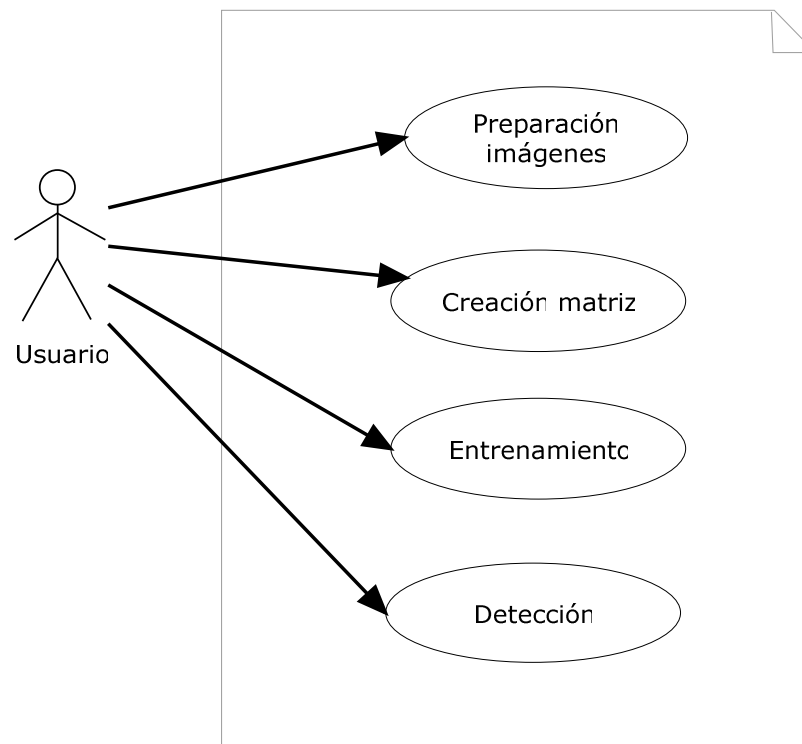 Preparación
imágenes
Creación matriz
Usuario
Entrenamiento
Detección